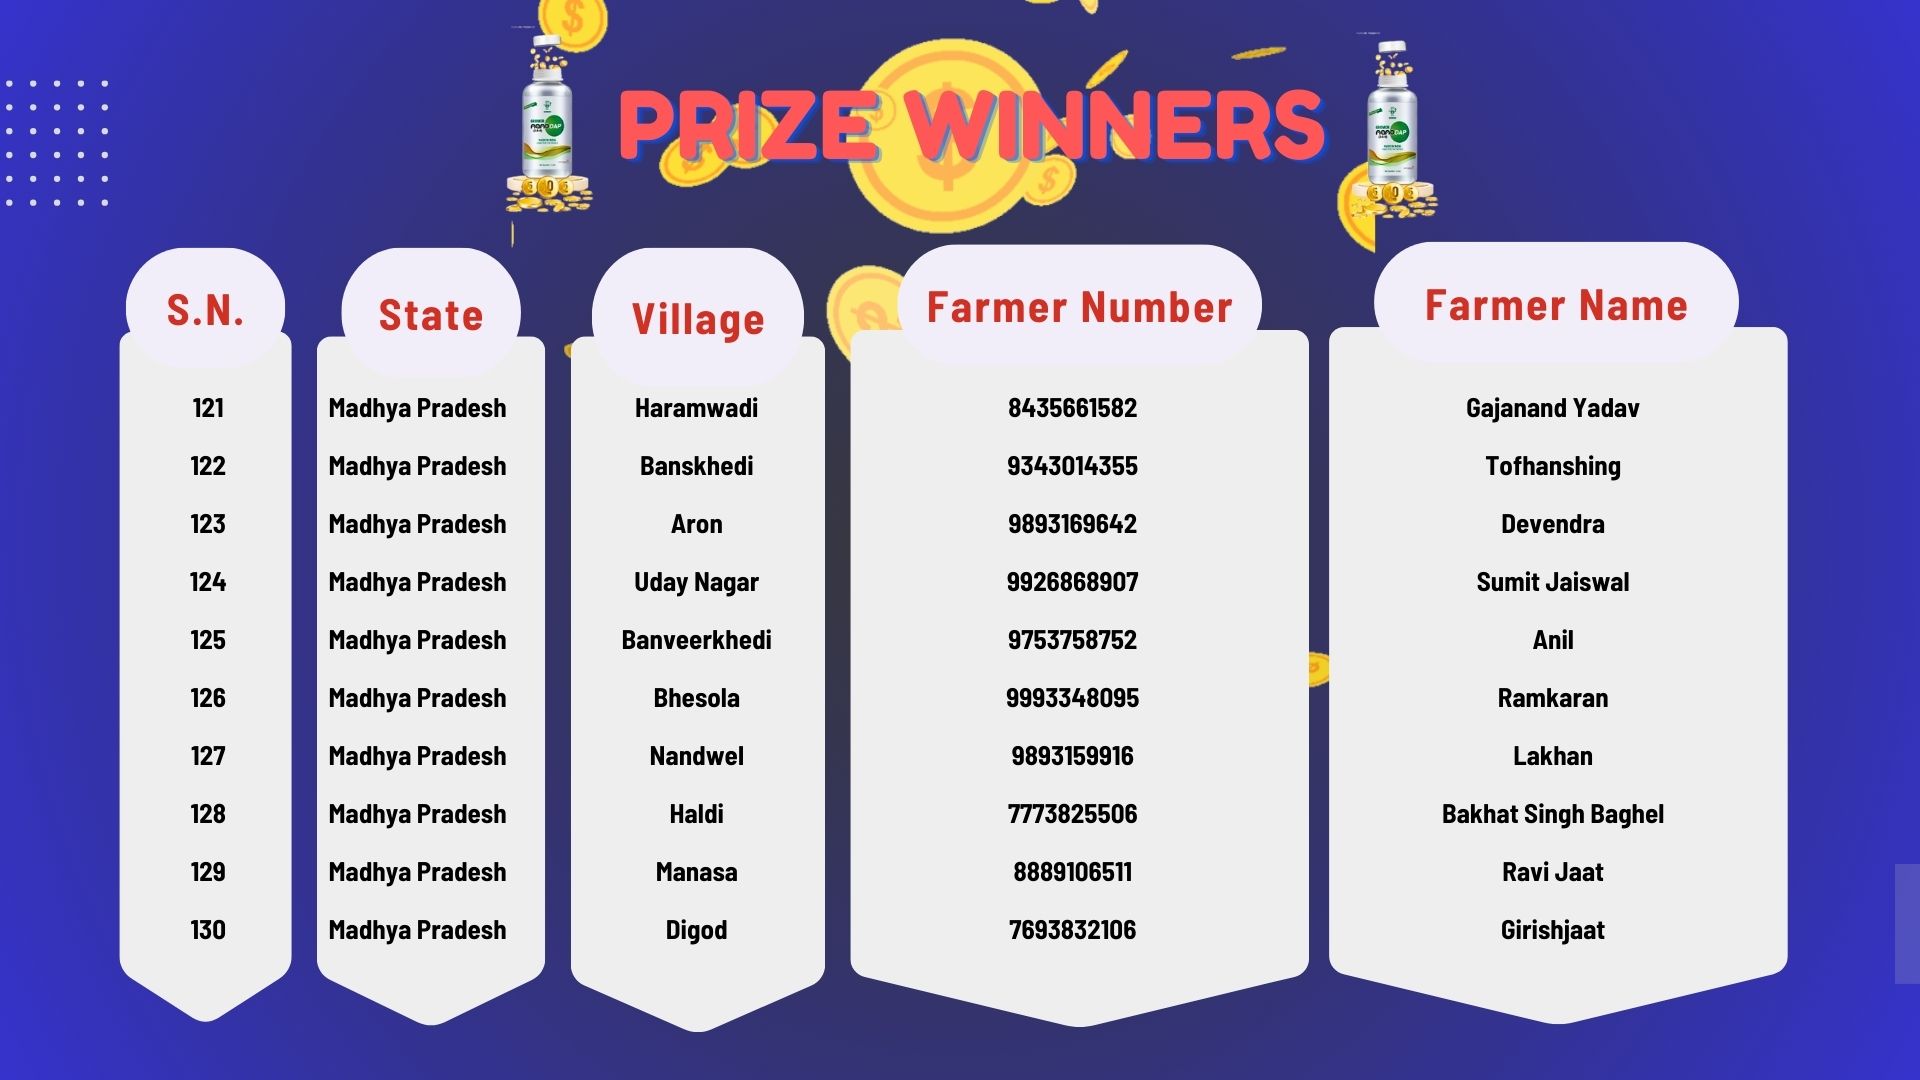 PRIZE WINNERS
S.N. State Village Farmer Number Farmer Name
121 Madhya Pradesh Haramwadi 8435661582 Gajanand Yadav
122 Madhya Pradesh Banskhedi 9343014355 Tofhanshing
123 Madhya Pradesh Aron 9893169642 Devendra
124 Madhya Pradesh Uday Nagar 9926868907 Sumit Jaiswal
125 Madhya Pradesh Banveerkhedi 9753758752 Anil
126 Madhya Pradesh Bhesola 9993348095 Ramkaran
127 Madhya Pradesh Nandwel 9893159916 Lakhan
128 Madhya Pradesh Haldi 7773825506 Bakhat Singh Baghel
129 Madhya Pradesh Manasa 8889106511 Ravi Jaat
130 Madhya Pradesh Digod 7693832106 Girishjaat